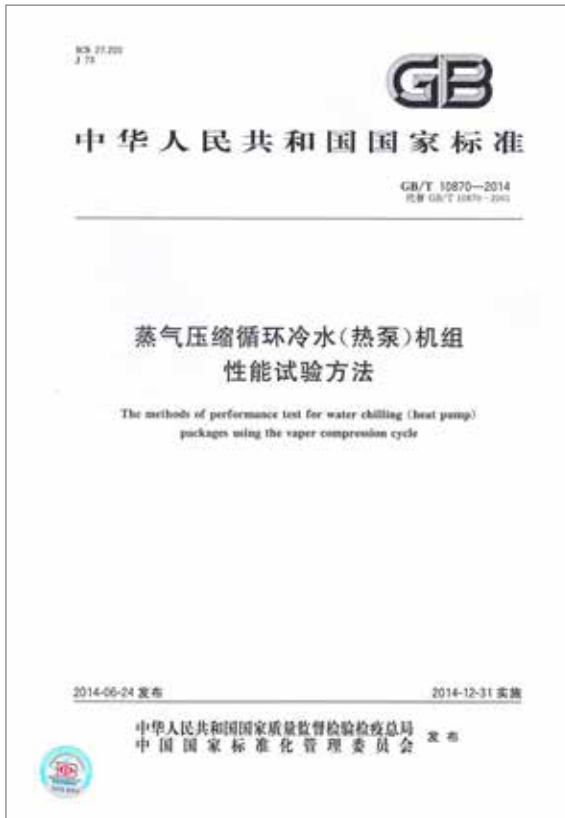 ICS 27.200
J 73
GB
中华人民共和国国家标准
GB/T 10870—2014
代替 GB/T 10870—2001
蒸气压缩循环冷水(热泵)机组
性能试验方法
The methods of performance test for water chilling (heat pump)
packages using the vaper compression cycle
2014-06-24 发布
2014-12-31 实施
中华人民共和国国家质量监督检验检疫总局
中国国家标准化管理委员会
发布